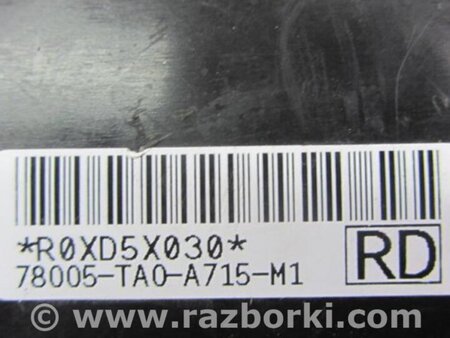 *R0XD5X030*
78005-TA0-A715-M1
RD
© www.razborki.com